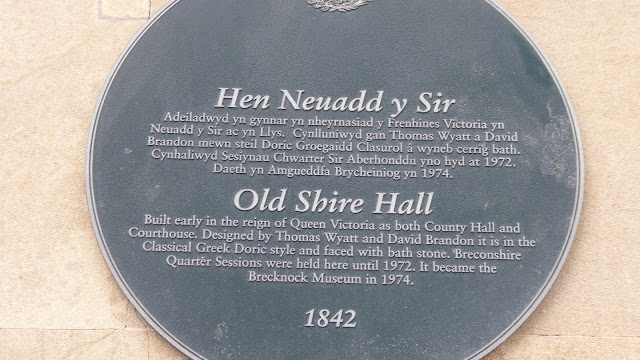 Hen Neuadd y Sir
Adeiladwyd yn gynnar yn nheyrnasiad y Frenhines Victoria yn
Neuadd y Sir ac yn Llys. Cynlluniwyd gan Thomas Wyatt a David
Brandon mewn steil Doric Groegaidd Clasurol â wyneb cerrig bath.
Cynhaliwyd Sesiynau Chwarter Sir Aberhonddu yno hyd at 1972.
Daeth yn Amgueddfa Brycheiniog yn 1974.
Old Shire Hall
Built early in the reign of Queen Victoria as both County Hall and
Courthouse. Designed by Thomas Wyatt and David Brandon it is in the
Classical Greek Doric style and faced with bath stone. Breconshire
Quarter Sessions were held here until 1972. It became the
Brecknock Museum in 1974.
1842